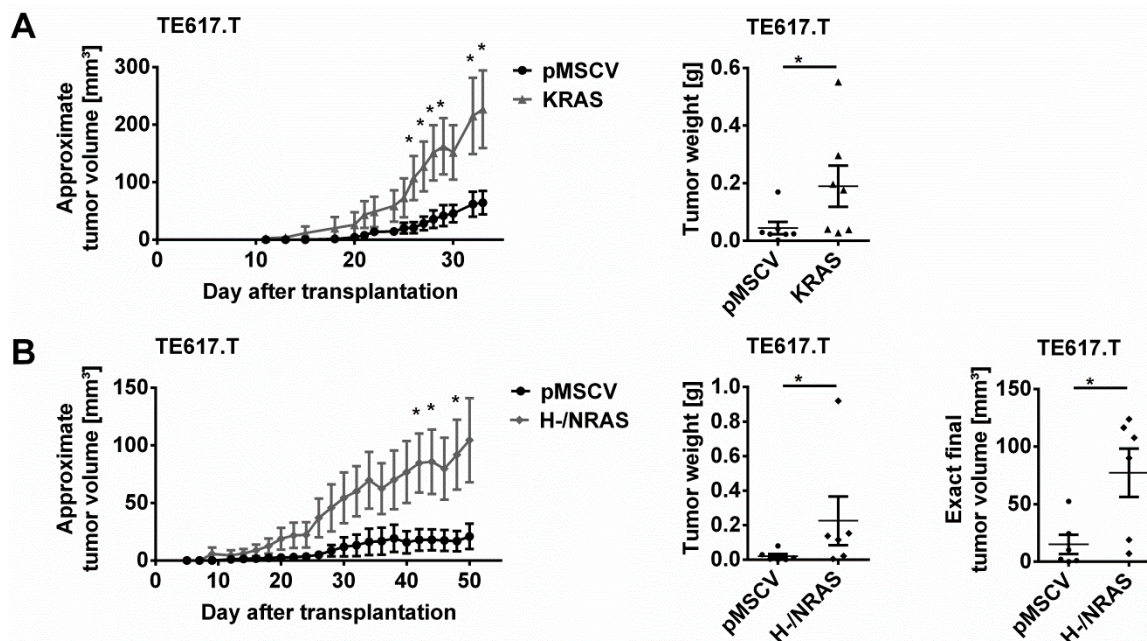 A
TE617.T
Approximate
tumor volume [mm³]
300
200
100
0
0 10 20 30
Day after transplantation
* * * * * *
pMSCV
KRAS
TE617.T
Tumor weight [g]
0.6
0.4
0.2
0.0
*
pMSCV
KRAS
B
TE617.T
Approximate
tumor volume [mm³]
150
100
50
0
0 10 20 30 40 50
Day after transplantation
* * *
pMSCV
H-/NRAS
TE617.T
Tumor weight [g]
1.0
0.8
0.6
0.4
0.2
0.0
*
pMSCV
H-/NRAS
TE617.T
Exact final
tumor volume [mm³]
150
100
50
0
*
pMSCV
H-/NRAS